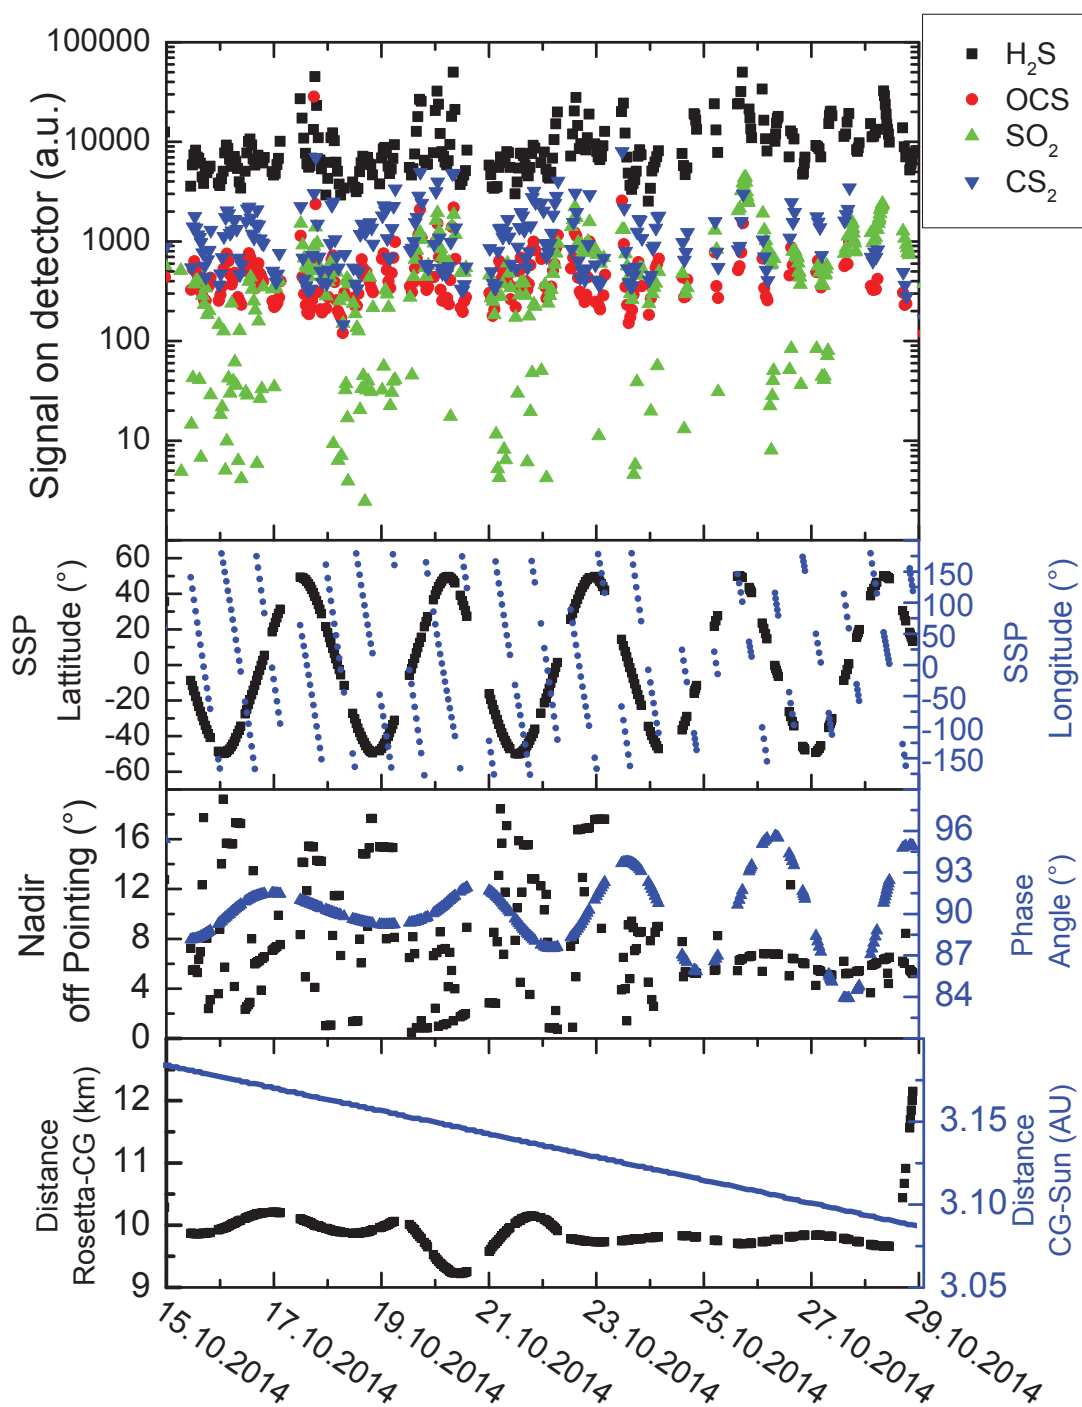 H2S
OCS
SO2
CS2
Signal on detector (a.u.)
100000
10000
1000
100
10
SSP
Lattitude (°)
60
40
20
0
-20
-40
-60
150
100
50
0
-50
-100
-150
SSP
Longitude (°)
Nadir
off Pointing (°)
16
12
8
4
0
96
93
90
87
84
Phase
Angle (°)
Distance
Rosetta-CG (km)
12
11
10
9
3.15
3.10
3.05
Distance
CG-Sun (AU)
15.10.2014
17.10.2014
19.10.2014
21.10.2014
23.10.2014
25.10.2014
27.10.2014
29.10.2014